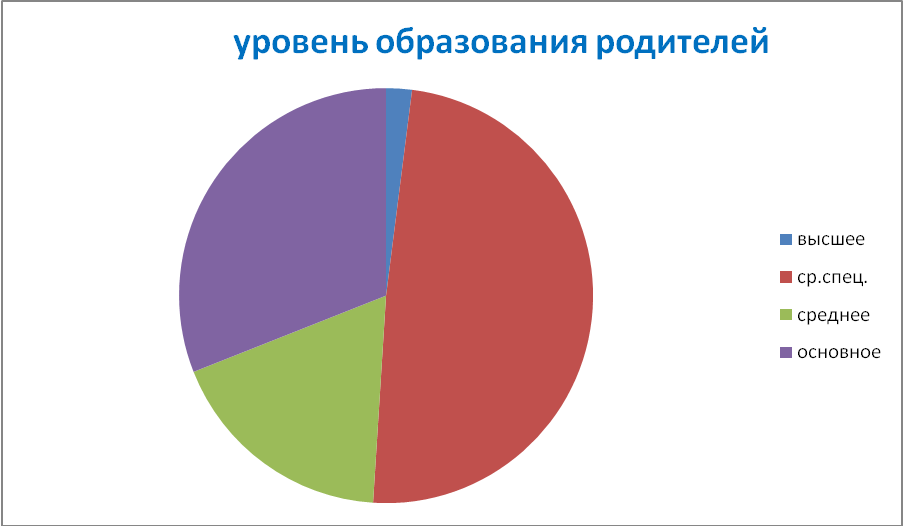 уровень образования родителей
высшее
ср.спец.
среднее
основное